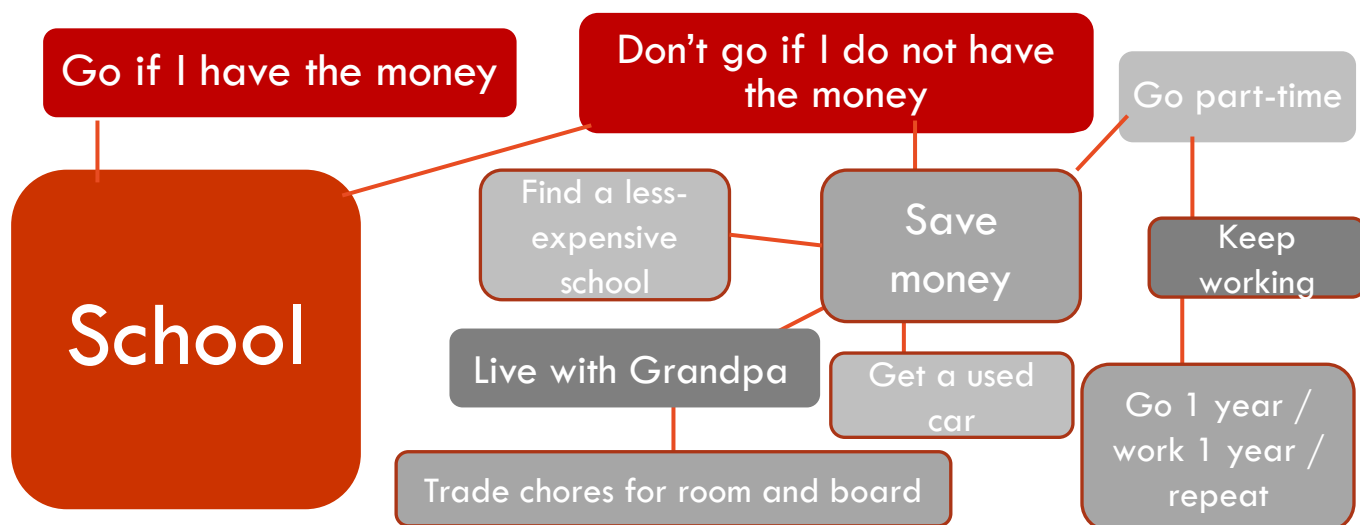 Go if I have the money
Don't go if I do not have
the money
Go part-time
Find a less-
expensive
school
Save
money
Keep
working
School
Live with Grandpa
Get a used
car
Go 1 year /
work 1 year /
repeat
Trade chores for room and board